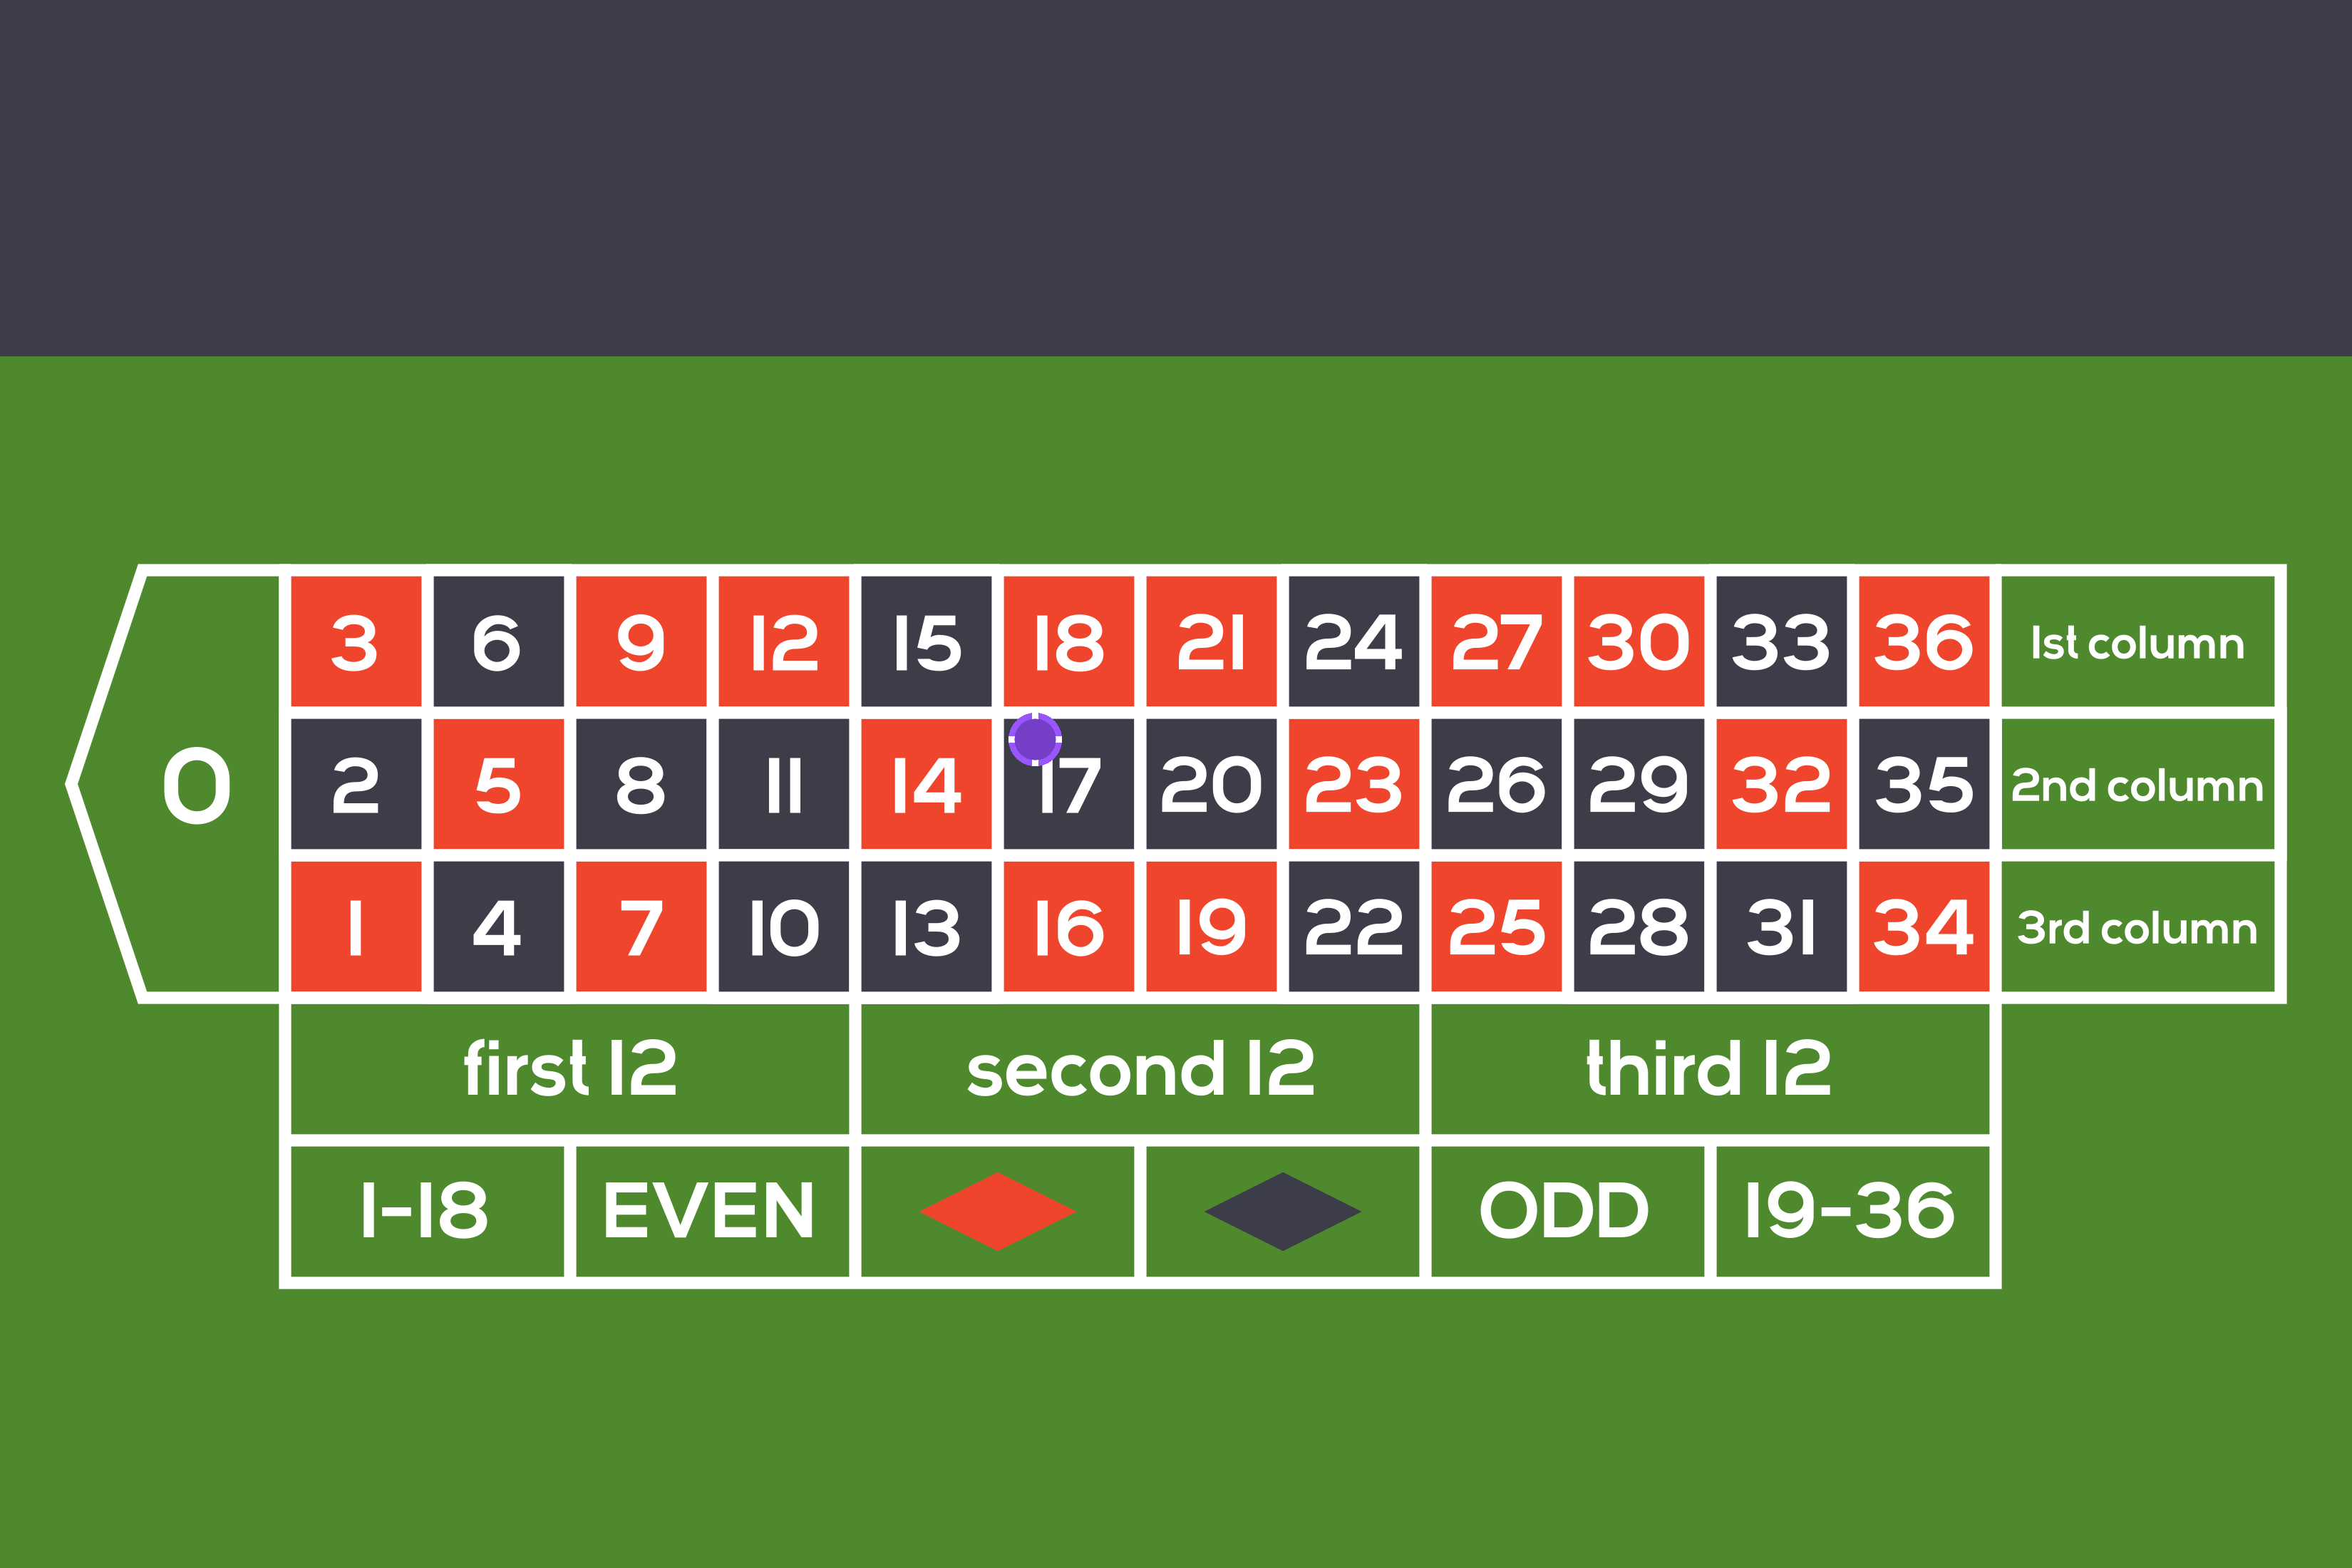 3 6 9 12 15 18 21 24 27 30 33 36 1st column
0 2 5 8 11 14 17 20 23 26 29 32 35 2nd column
1 4 7 10 13 16 19 22 25 28 31 34 3rd column
first 12 second 12 third 12
1-18 EVEN ODD 19-36